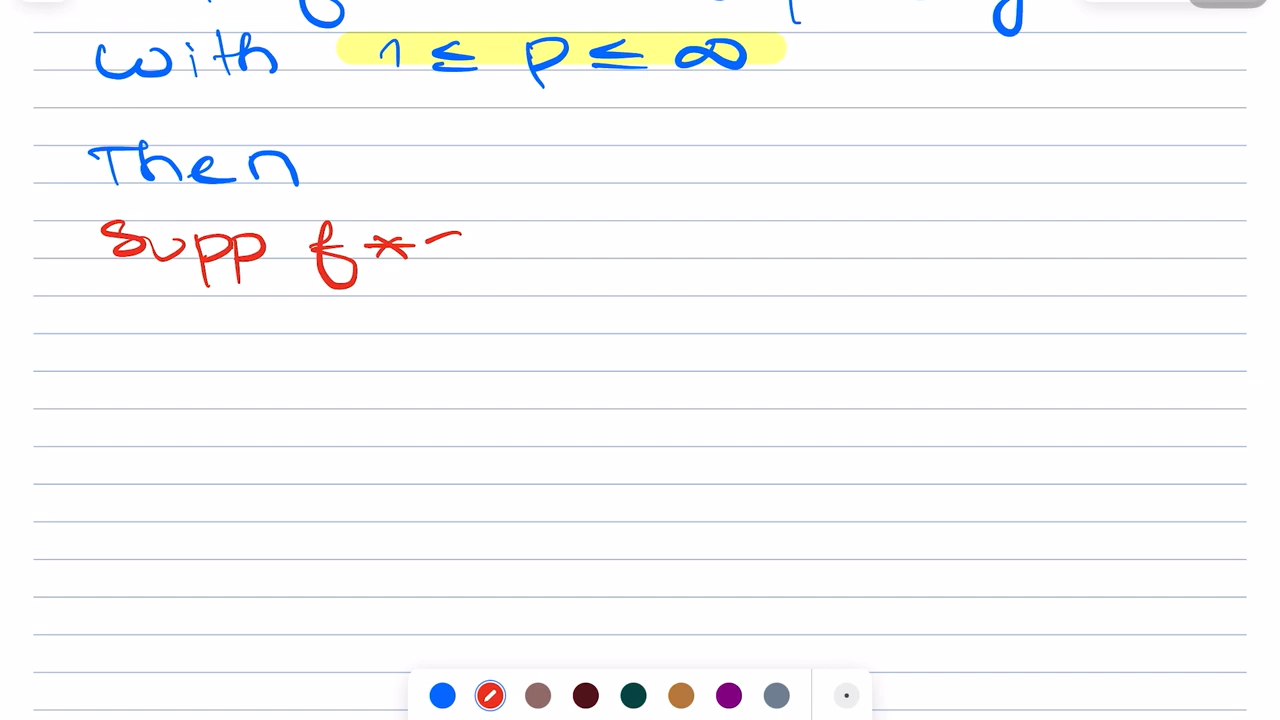 with 1 ≤ p ≤ ∞
Then
Supp f *